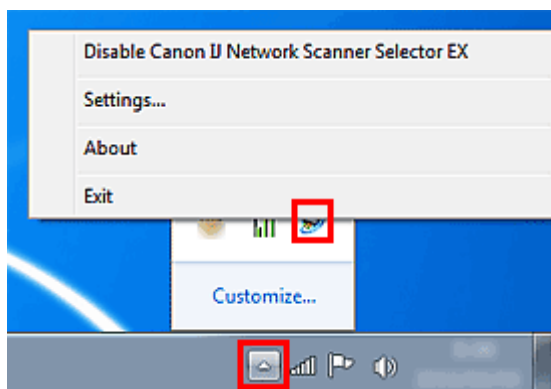 Disable Canon IJ Network Scanner Selector EX
Settings...
About
Exit
Customize...